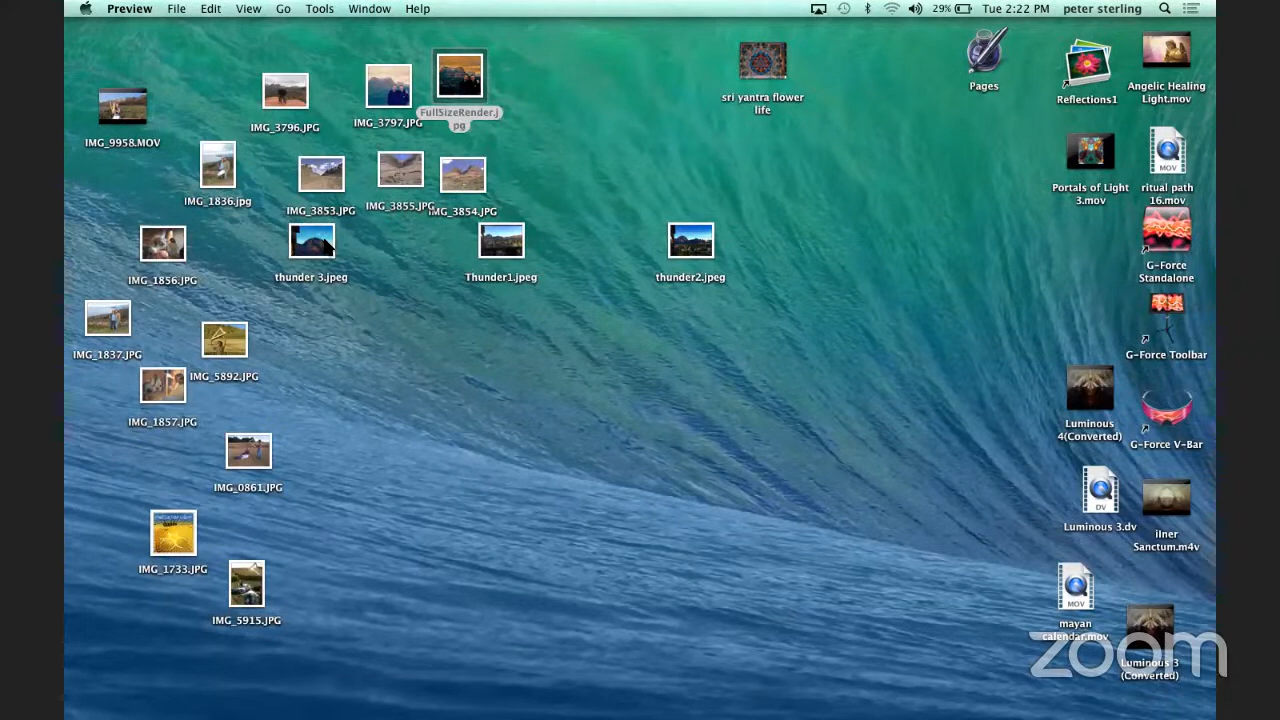 Preview File Edit View Go Tools Window Help
29% Tue 2:22 PM peter sterling
IMG_9958.MOV
IMG_3796.JPG
IMG_3797.JPG
FullSizeRender.j
pg
sri yantra flower
life
Pages
Reflections1
Angelic Healing
Light.mov
IMG_1836.jpg
IMG_3853.JPG
IMG_3855.JPG
IMG_3854.JPG
Portals of Light
3.mov
MOV
ritual path
16.mov
IMG_1856.JPG
thunder 3.jpeg
Thunder1.jpeg
thunder2.jpeg
G-Force
Standalone
IMG_1837.JPG
IMG_5892.JPG
G-Force Toolbar
IMG_1857.JPG
Luminous
4(Converted)
G-Force V-Bar
IMG_0861.JPG
DV
Luminous 3.dv
iIner
Sanctum.m4v
IMG_1733.JPG
IMG_5915.JPG
MOV
mayan
calendar.mov
Luminous 3
(Converted)
zoom